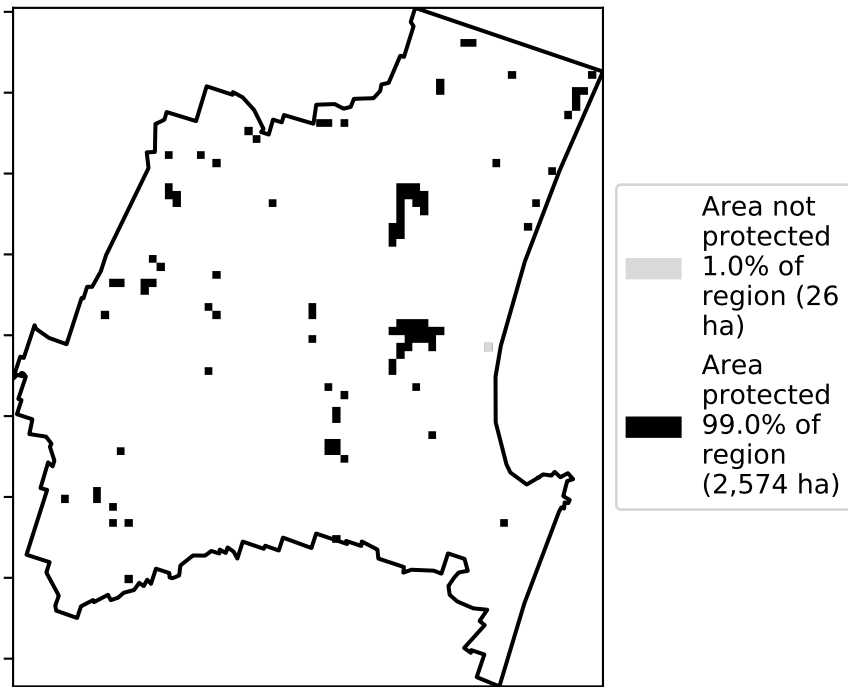 Area not
protected
1.0% of
region (26
ha)
Area
protected
99.0% of
region
(2,574 ha)